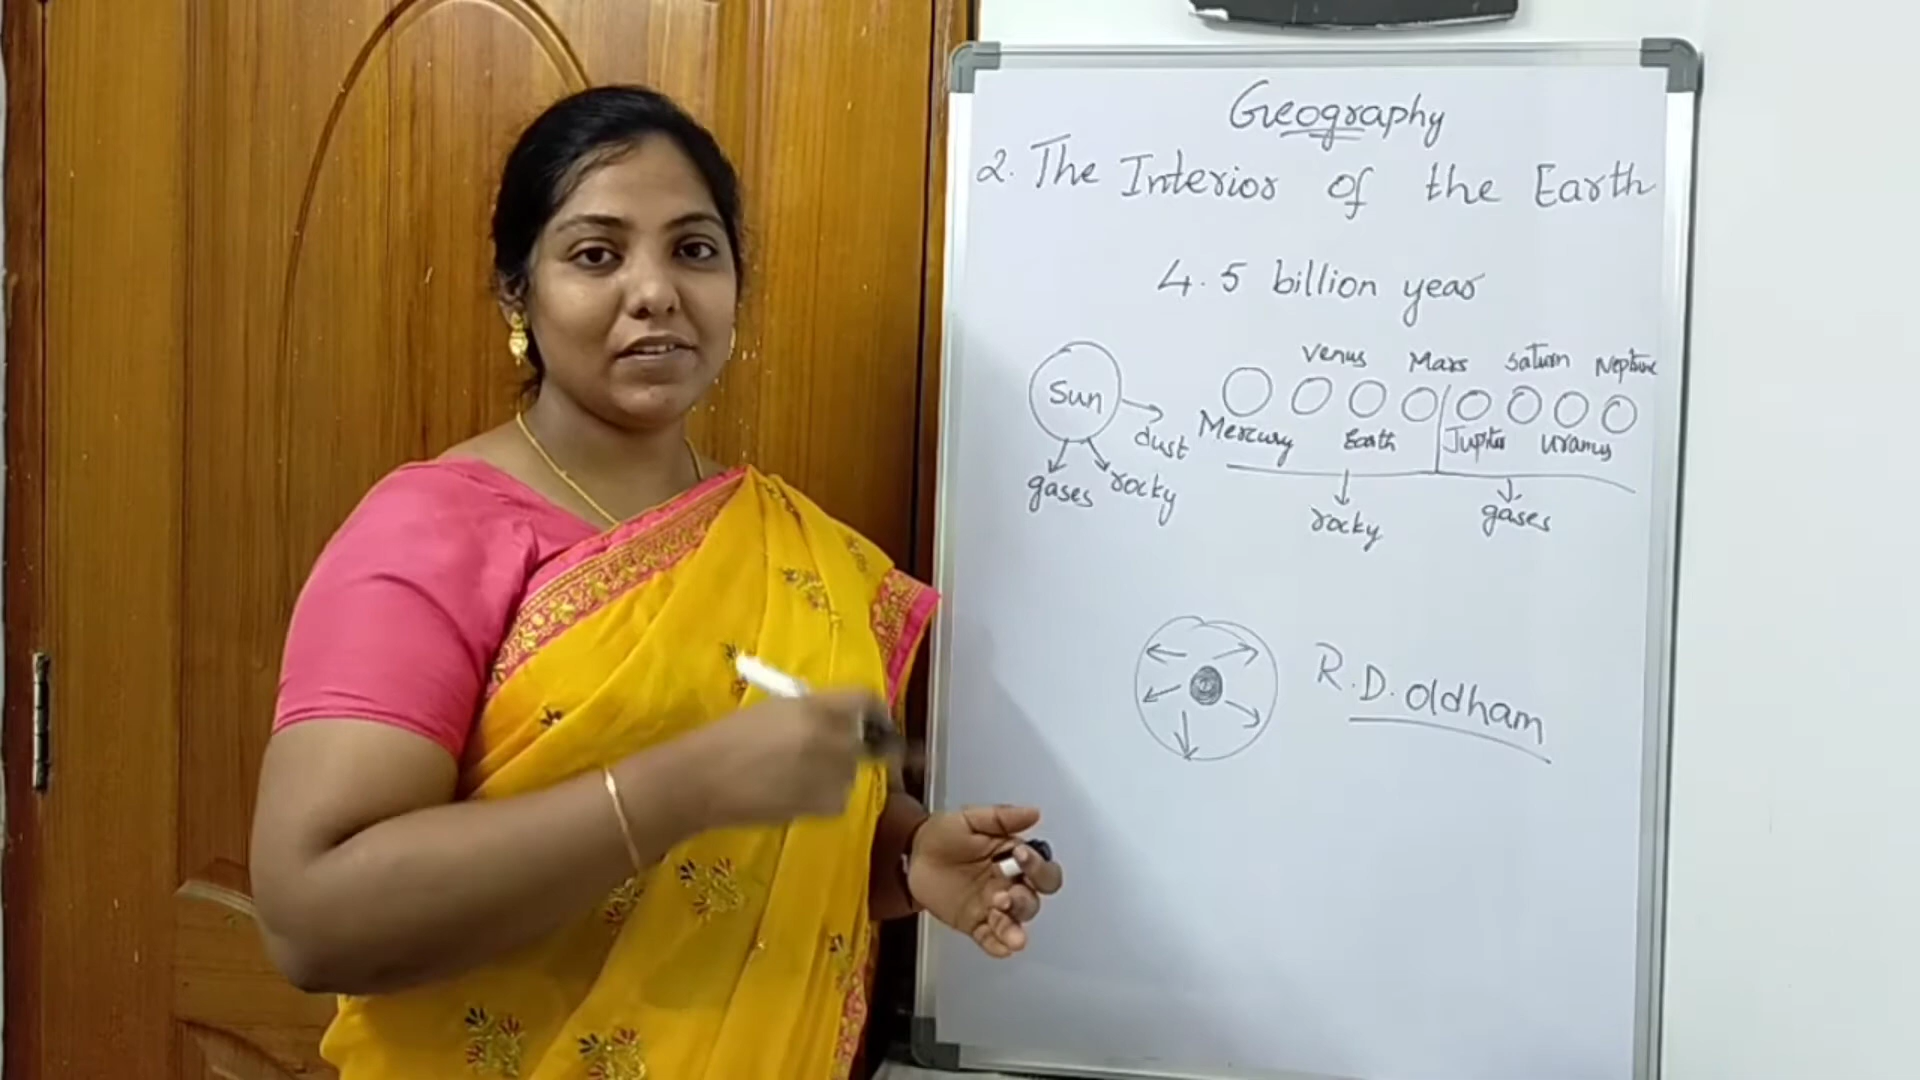 Geography
2. The Interior of the Earth
4.5 billion year
Venus Mars Saturn Neptune
Sun
Mercury Earth Jupiter Uranus
dust
gases rocky
rocky gases
R.D. Oldham